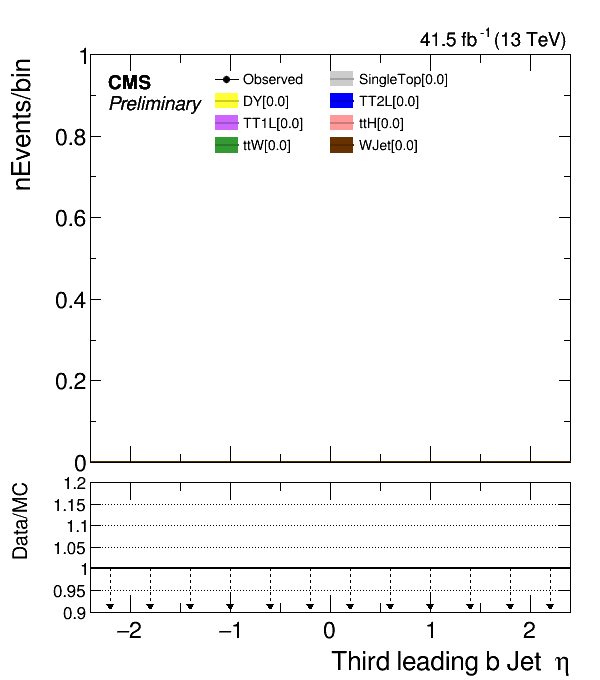 41.5 fb-1 (13 TeV)
nEvents/bin
CMS
Preliminary
Observed
SingleTop[0.0]
DY[0.0]
TT2L[0.0]
TT1L[0.0]
ttH[0.0]
ttW[0.0]
WJet[0.0]
1
0.8
0.6
0.4
0.2
0
Data/MC
1.2
1.15
1.1
1.05
1
0.95
0.9
−2 −1 0 1 2
Third leading b Jet η